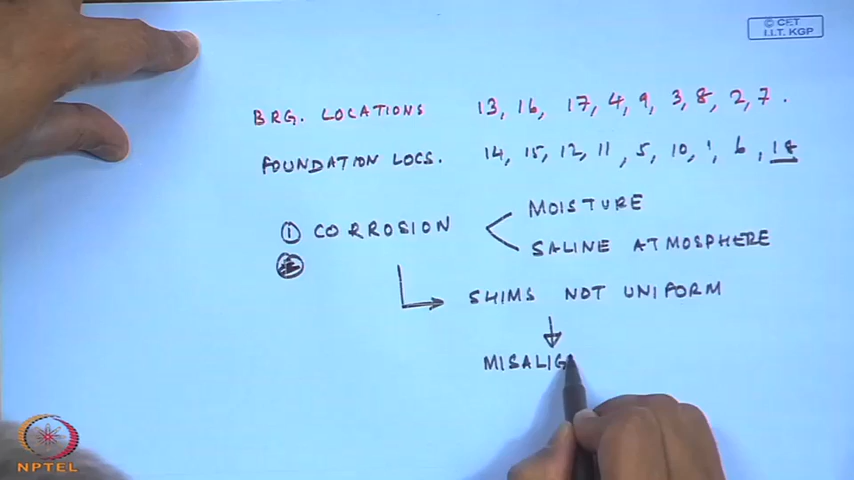 © CET
I.I.T. KGP
BRG. LOCATIONS 13, 16, 17, 4, 9, 3, 8, 2, 7.
FOUNDATION LOCS. 14, 15, 12, 11, 5, 10, 1, 6, 18
① CORROSION MOISTURE
SALINE ATMOSPHERE
SHIMS NOT UNIFORM
MISALIG
NPTEL